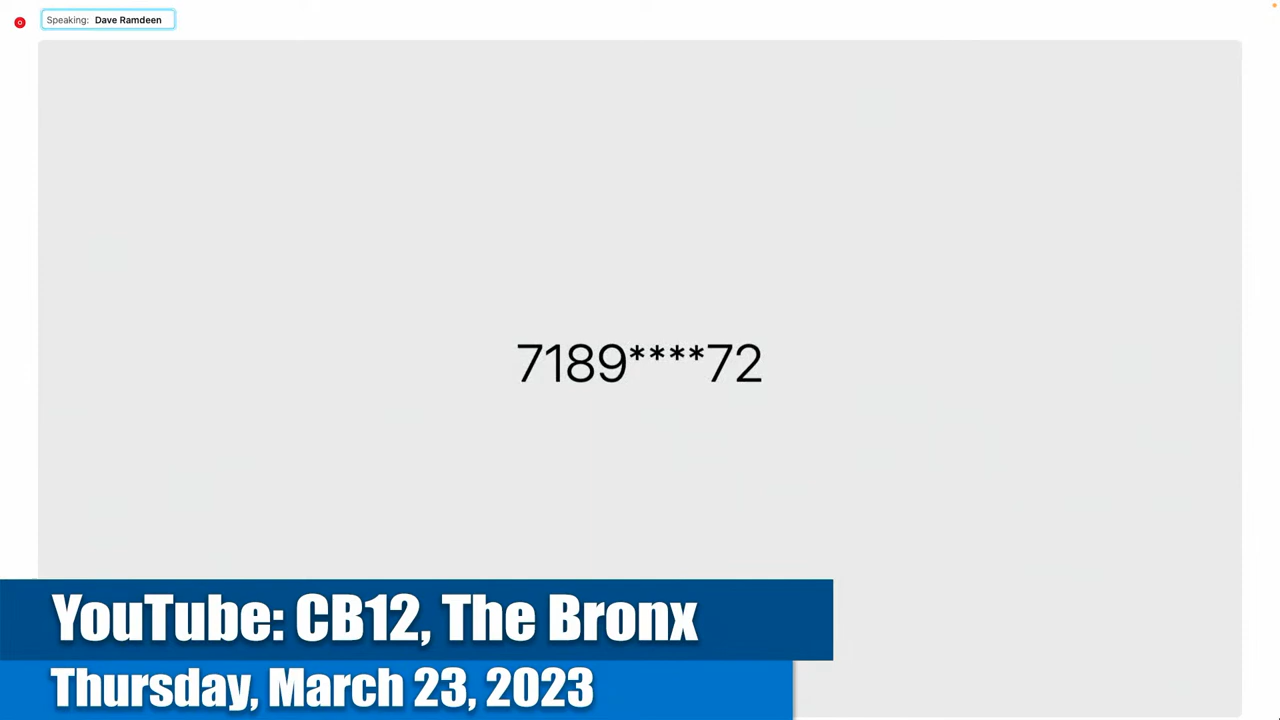 Speaking: Dave Ramdeen
7189****72
YouTube: CB12, The Bronx
Thursday, March 23, 2023